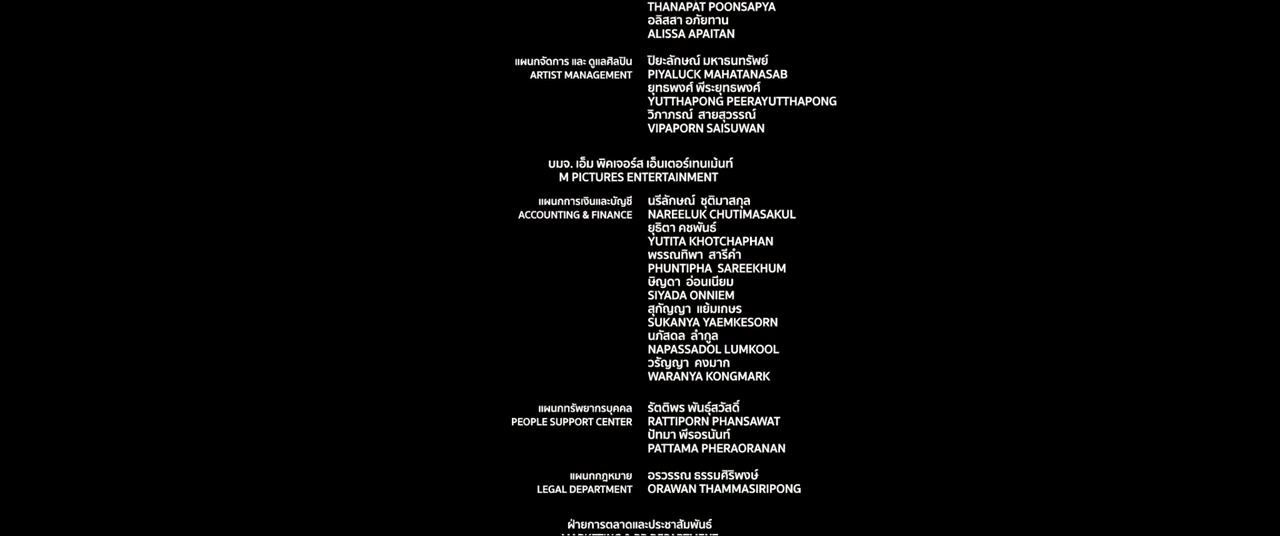 THANAPAT POONSAPYA
อลิสสา อภัยทาน
ALISSA APAITAN
แผนกจัดการ และ ดูแลศิลปิน ปิยะลักษณ์ มหาธนทรัพย์
ARTIST MANAGEMENT PIYALUCK MAHATANASAB
ยุทธพงศ์ พีระยุทธพงศ์
YUTTHAPONG PEERAYUTTHAPONG
วิภาภรณ์ สายสุวรรณ์
VIPAPORN SAISUWAN
บมจ. เอ็ม พิคเจอร์ส เอ็นเตอร์เทนเม้นท์
M PICTURES ENTERTAINMENT
แผนกการเงินและบัญชี นรีลักษณ์ ชุติมาสกุล
ACCOUNTING & FINANCE NAREELUK CHUTIMASAKUL
ยุธิตา คชพันธ์
YUTITA KHOTCHAPHAN
พรรณทิพา สารีคำ
PHUNTIPHA SAREEKHUM
ษิญดา อ่อนเนียม
SIYADA ONNIEM
สุกัญญา แย้มเกษร
SUKANYA YAEMKESORN
นภัสดล ลำกูล
NAPASSADOL LUMKOOL
วรัญญา คงมาก
WARANYA KONGMARK
แผนกทรัพยากรบุคคล รัตติพร พันธุ์สวัสดิ์
PEOPLE SUPPORT CENTER RATTIPORN PHANSAWAT
ปัทมา พีรอรนันท์
PATTAMA PHERAORANAN
แผนกกฎหมาย อรวรรณ ธรรมศิริพงษ์
LEGAL DEPARTMENT ORAWAN THAMMASIRIPONG
ฝ่ายการตลาดและประชาสัมพันธ์
MARKETING & PR DEPARTMENT